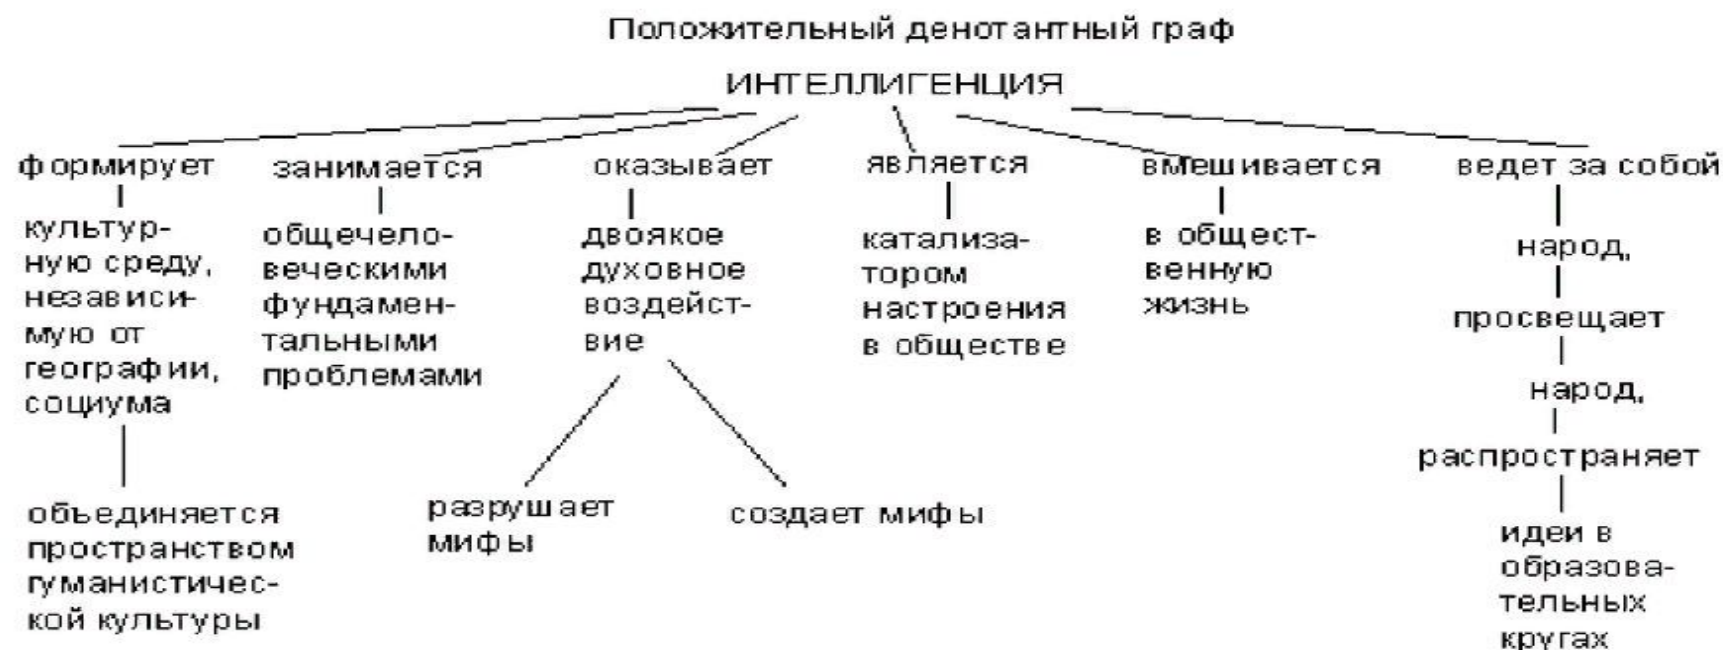 Положительный денотантный граф
ИНТЕЛЛИГЕНЦИЯ
формирует
культур-
ную среду,
независи-
мую от
географии,
социума
объединяется
пространством
гуманистичес-
кой культуры
занимается
общечело-
веческими
фундамен-
тальными
проблемами
оказывает
двоякое
духовное
воздейст-
вие
разрушает
мифы
создает мифы
является
катализа-
тором
настроения
в обществе
вмешивается
в общест-
венную
жизнь
ведет за собой
народ,
просвещает
народ,
распространяет
идеи в
образова-
тельных
кругах